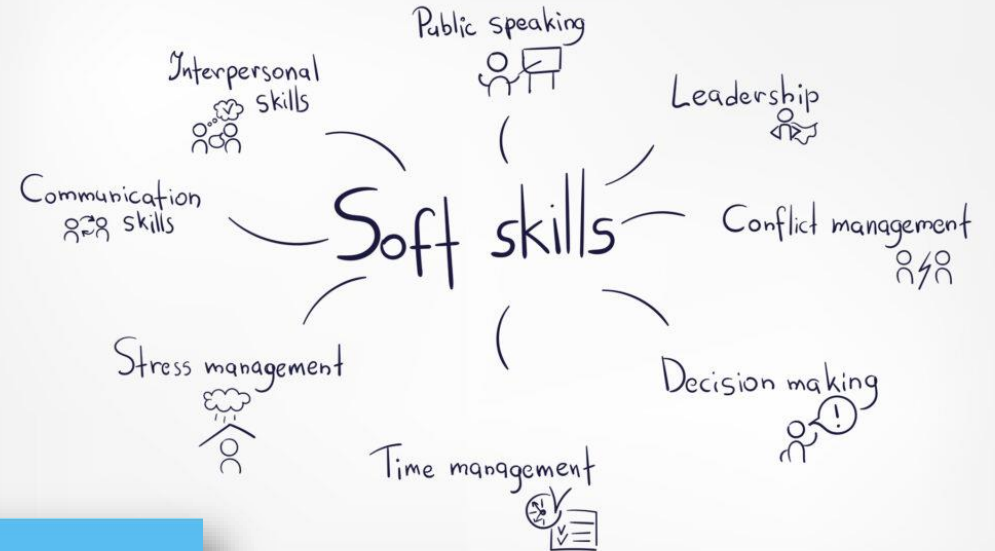 Public speaking
Interpersonal
skills
Leadership
Communication
skills
Soft skills
Conflict management
Stress management
Decision making
Time management